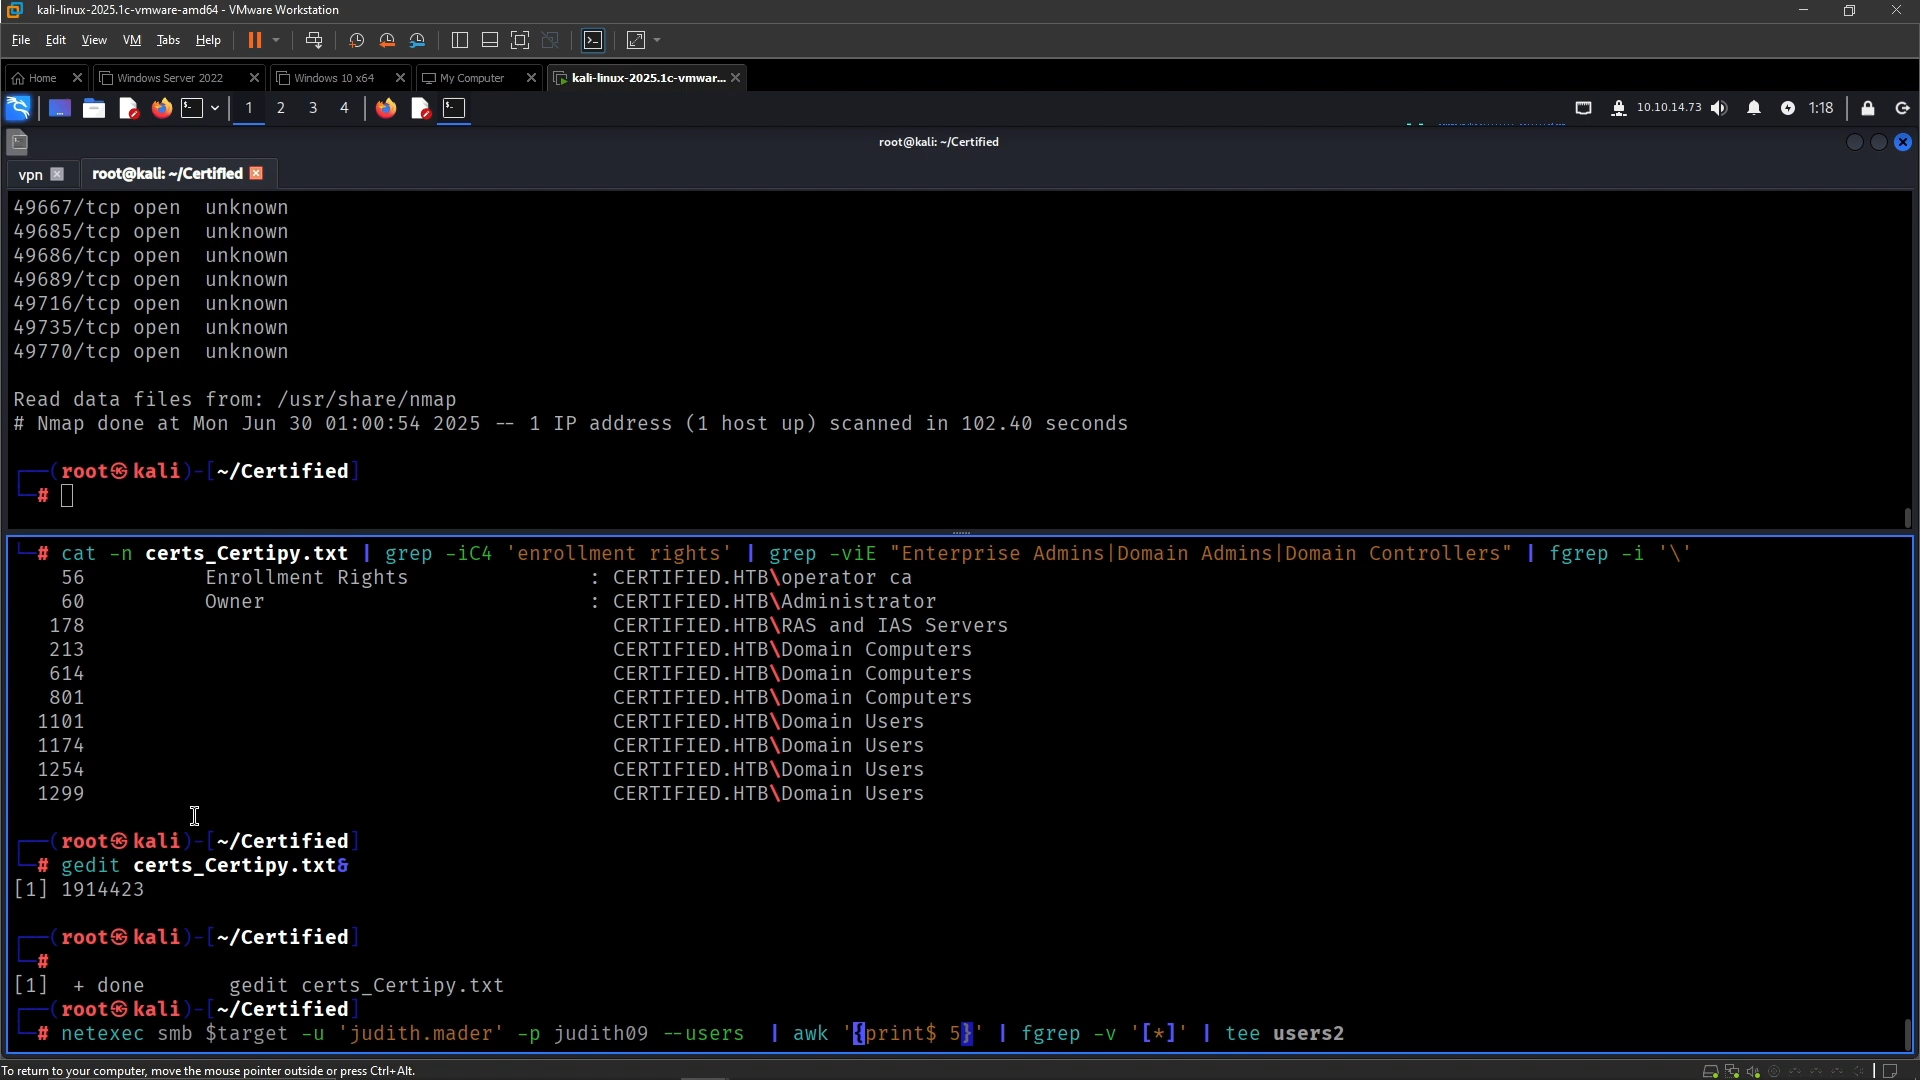 kali-linux-2025.1c-vmware-amd64 - VMware Workstation
File Edit View VM Tabs Help
Home Windows Server 2022 Windows 10 x64 My Computer kali-linux-2025.1c-vmwar...
1 2 3 4 10.10.14.73 1:18
root@kali: ~/Certified
vpn root@kali: ~/Certified
49667/tcp open  unknown
49685/tcp open  unknown
49686/tcp open  unknown
49689/tcp open  unknown
49716/tcp open  unknown
49735/tcp open  unknown
49770/tcp open  unknown
Read data files from: /usr/share/nmap
# Nmap done at Mon Jun 30 01:00:54 2025 -- 1 IP address (1 host up) scanned in 102.40 seconds
┌──(root㉿kali)-[~/Certified]
└─#
└─# cat -n certs_Certipy.txt | grep -iC4 'enrollment rights' | grep -viE "Enterprise Admins|Domain Admins|Domain Controllers" | fgrep -i '\'
56 Enrollment Rights : CERTIFIED.HTB\operator ca
60 Owner : CERTIFIED.HTB\Administrator
178 CERTIFIED.HTB\RAS and IAS Servers
213 CERTIFIED.HTB\Domain Computers
614 CERTIFIED.HTB\Domain Computers
801 CERTIFIED.HTB\Domain Computers
1101 CERTIFIED.HTB\Domain Users
1174 CERTIFIED.HTB\Domain Users
1254 CERTIFIED.HTB\Domain Users
1299 CERTIFIED.HTB\Domain Users
┌──(root㉿kali)-[~/Certified]
└─# gedit certs_Certipy.txt&
[1] 1914423
┌──(root㉿kali)-[~/Certified]
└─#
[1]  + done       gedit certs_Certipy.txt
┌──(root㉿kali)-[~/Certified]
└─# netexec smb $target -u 'judith.mader' -p judith09 --users  | awk '{print$ 5}' | fgrep -v '[*]' | tee users2
To return to your computer, move the mouse pointer outside or press Ctrl+Alt.